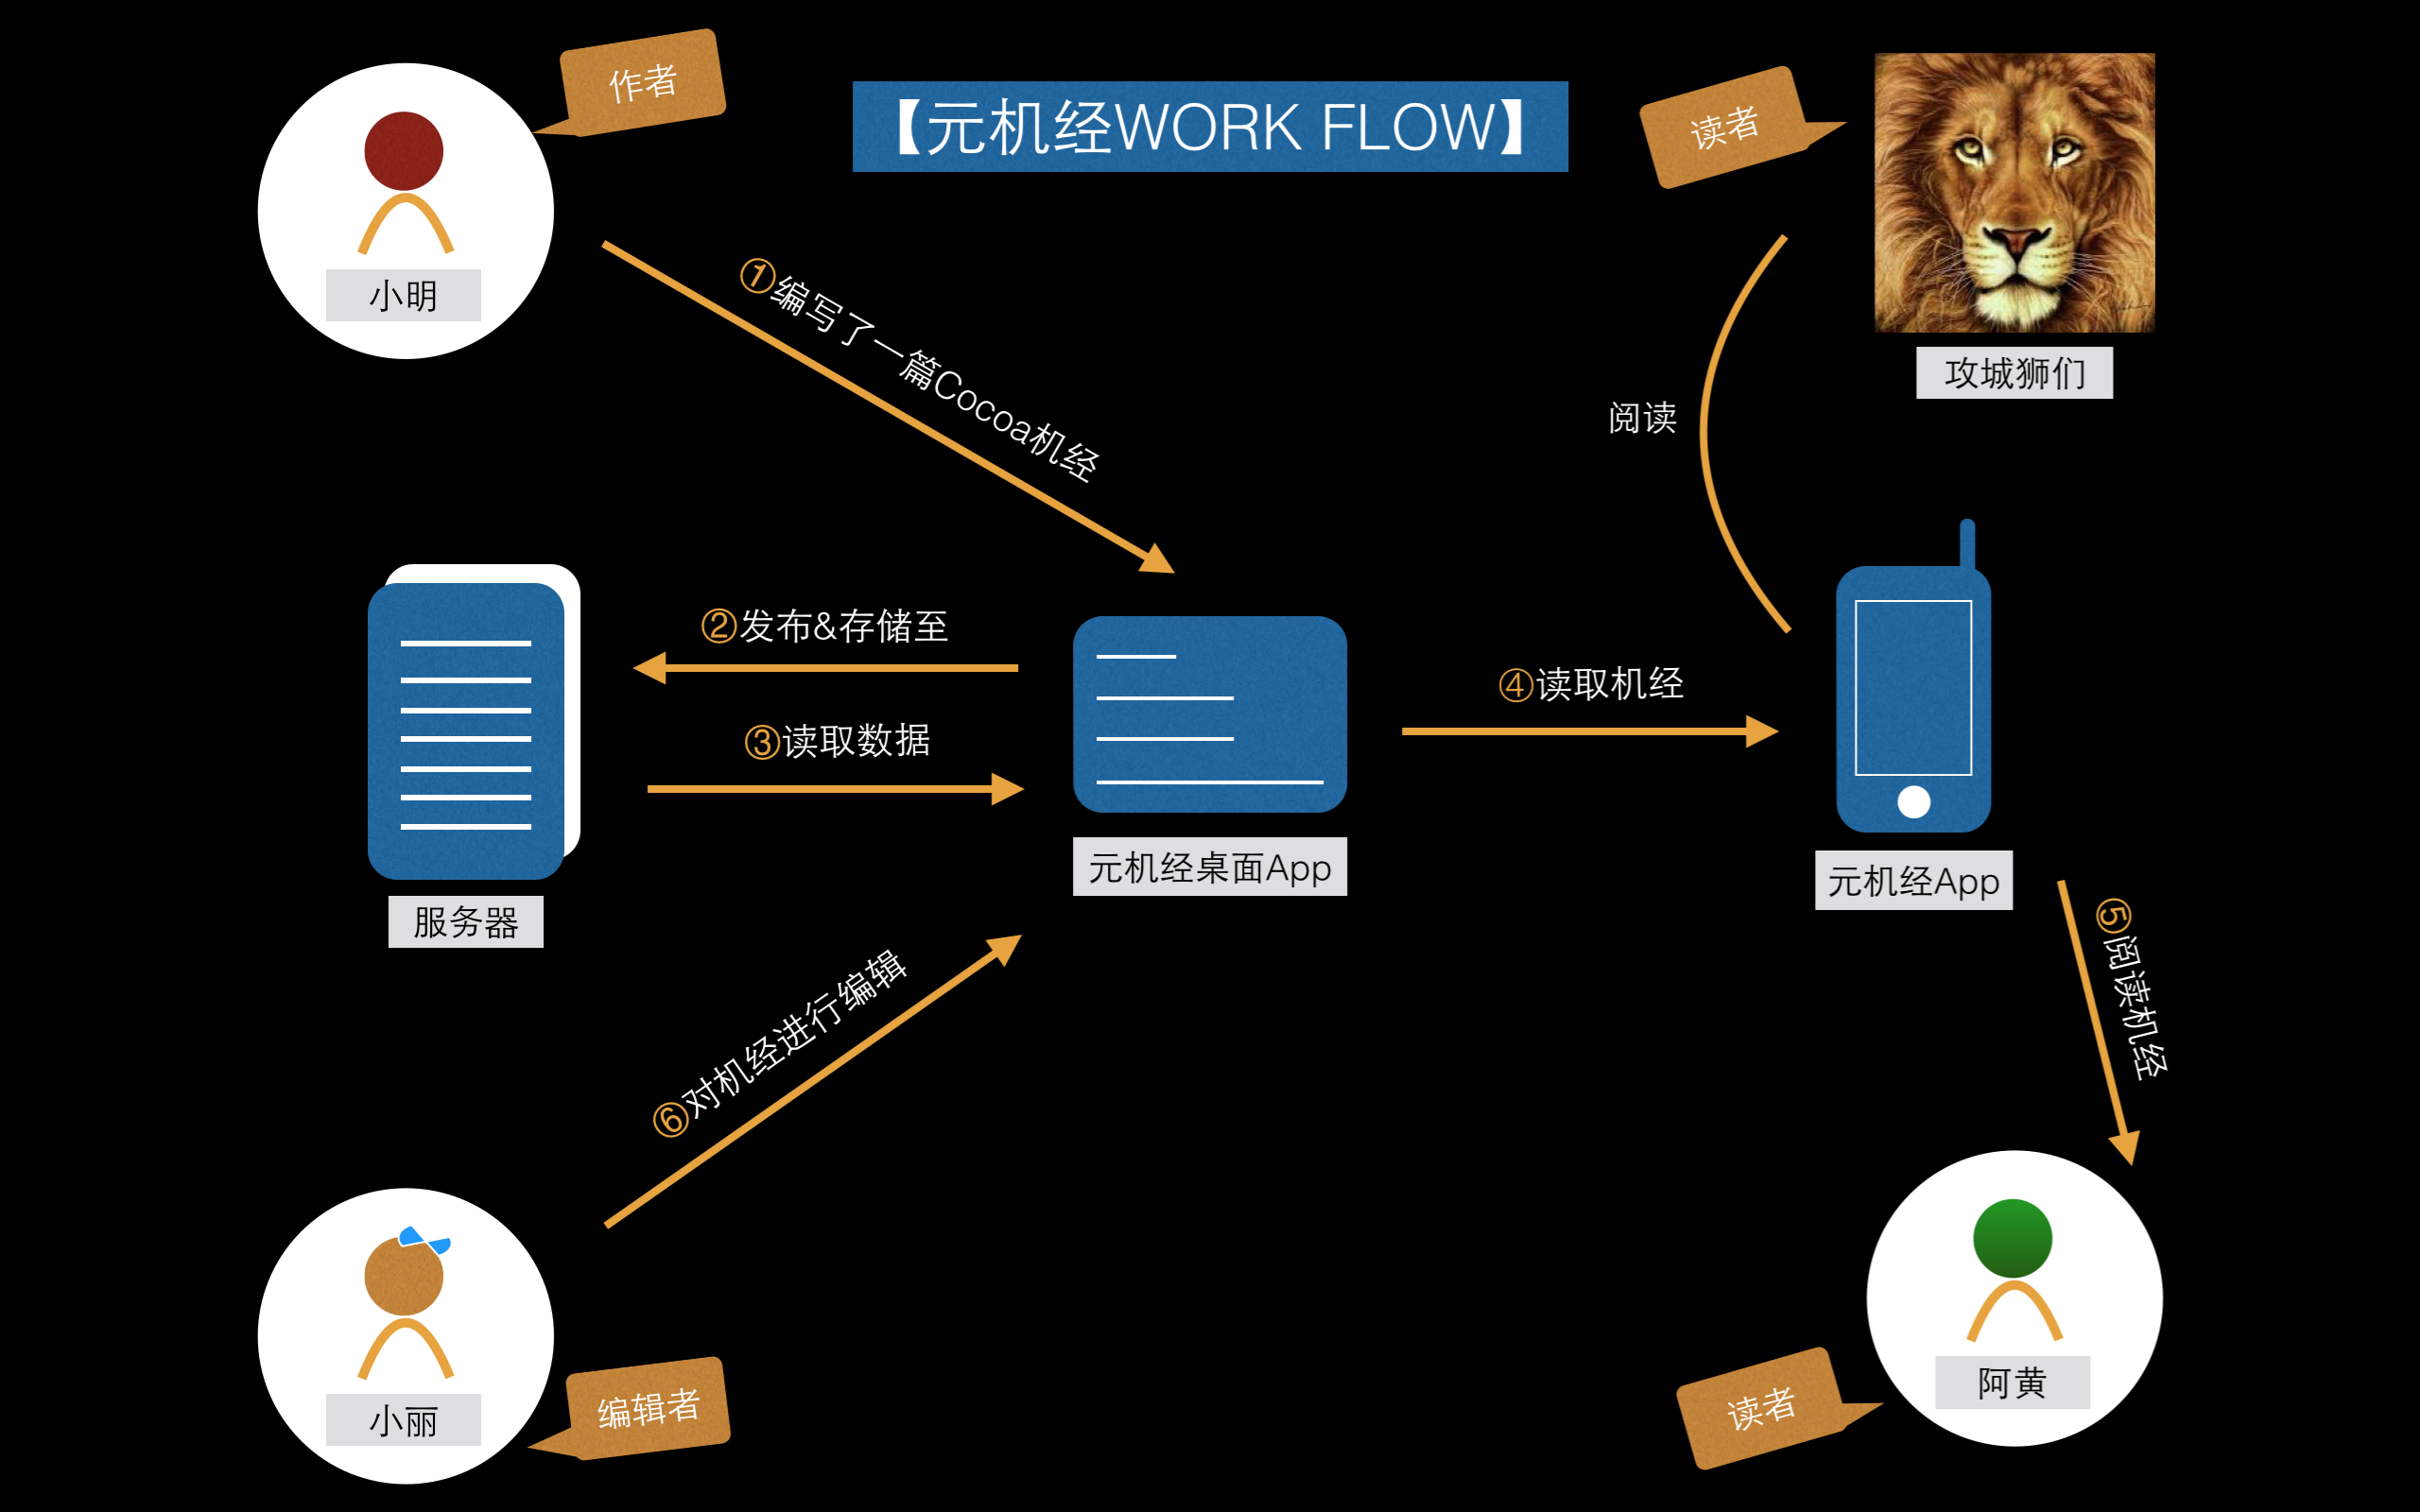 作者
【元机经WORK FLOW】
读者
小明
攻城狮们
①编写了一篇Cocoa机经
阅读
②发布&存储至
③读取数据
④读取机经
元机经桌面App
元机经App
服务器
⑤阅读机经
⑥对机经进行编辑
小丽
编辑者
阿黄
读者